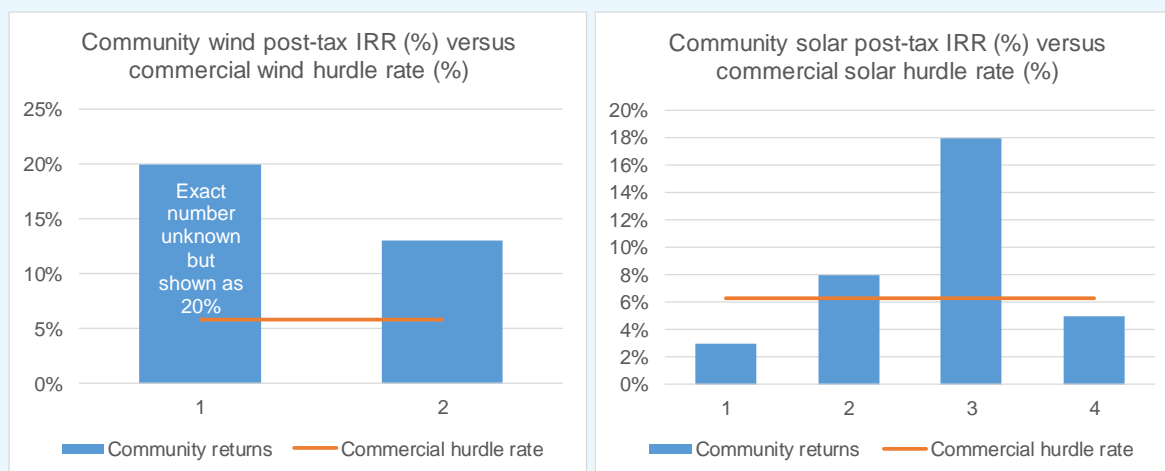 Community wind post-tax IRR (%) versus
commercial wind hurdle rate (%)
25%
20%
15%
10%
5%
0%
Exact
number
unknown
but
shown as
20%
1 2
Community returns Commercial hurdle rate
Community solar post-tax IRR (%) versus
commercial solar hurdle rate (%)
20%
18%
16%
14%
12%
10%
8%
6%
4%
2%
0%
1 2 3 4
Community returns Commercial hurdle rate